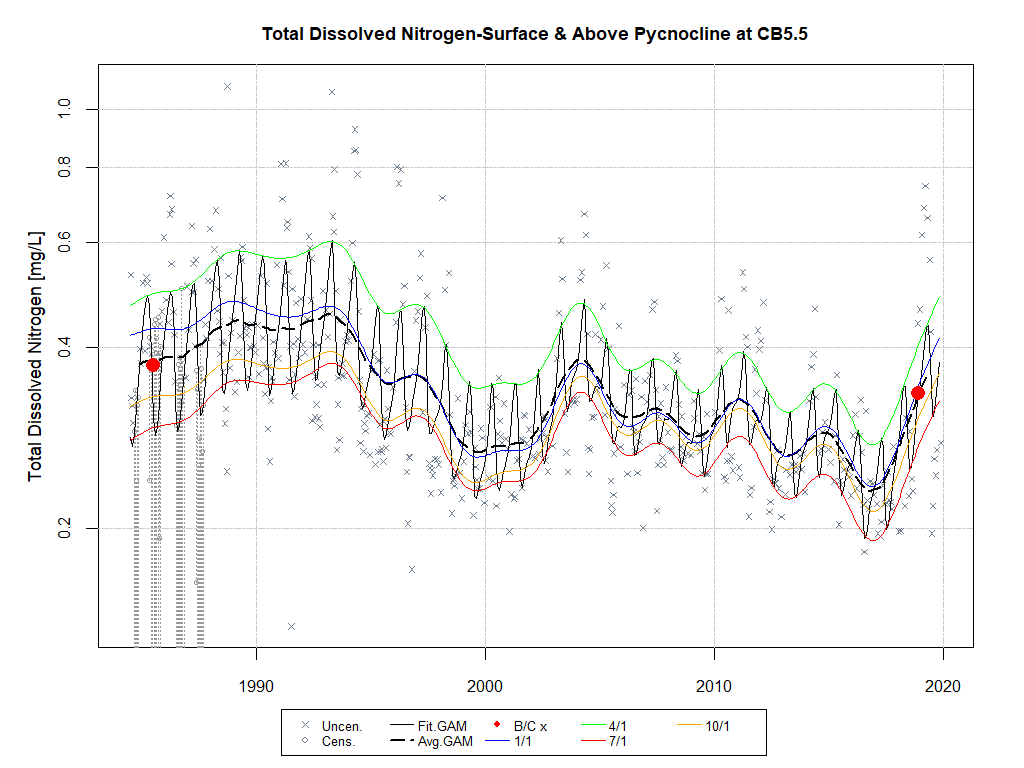 Total Dissolved Nitrogen-Surface & Above Pycnocline at CB5.5
Total Dissolved Nitrogen [mg/L]
1.0
0.8
0.6
0.4
0.2
1990 2000 2010 2020
Uncen. Fit.GAM B/C x 4/1 10/1
Cens. Avg.GAM 1/1 7/1